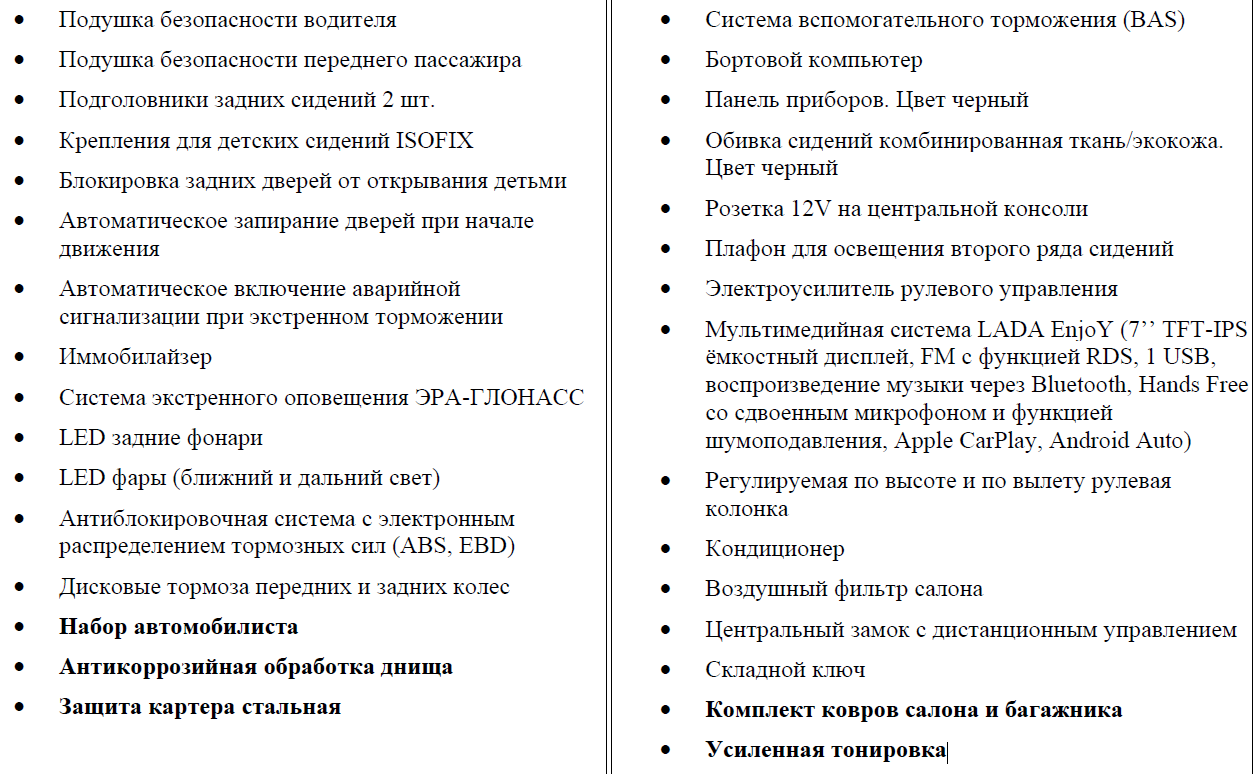 Подушка безопасности водителя
Подушка безопасности переднего пассажира
Подголовники задних сидений 2 шт.
Крепления для детских сидений ISOFIX
Блокировка задних дверей от открывания детьми
Автоматическое запирание дверей при начале
движения
Автоматическое включение аварийной
сигнализации при экстренном торможении
Иммобилайзер
Система экстренного оповещения ЭРА-ГЛОНАСС
LED задние фонари
LED фары (ближний и дальний свет)
Антиблокировочная система с электронным
распределением тормозных сил (ABS, EBD)
Дисковые тормоза передних и задних колес
Набор автомобилиста
Антикоррозийная обработка днища
Защита картера стальная
Система вспомогательного торможения (BAS)
Бортовой компьютер
Панель приборов. Цвет черный
Обивка сидений комбинированная ткань/экокожа.
Цвет черный
Розетка 12V на центральной консоли
Плафон для освещения второго ряда сидений
Электроусилитель рулевого управления
Мультимедийная система LADA EnjoY (7’’ TFT-IPS
ёмкостный дисплей, FM с функцией RDS, 1 USB,
воспроизведение музыки через Bluetooth, Hands Free
со сдвоенным микрофоном и функцией
шумоподавления, Apple CarPlay, Android Auto)
Регулируемая по высоте и по вылету рулевая
колонка
Кондиционер
Воздушный фильтр салона
Центральный замок с дистанционным управлением
Складной ключ
Комплект ковров салона и багажника
Усиленная тонировка